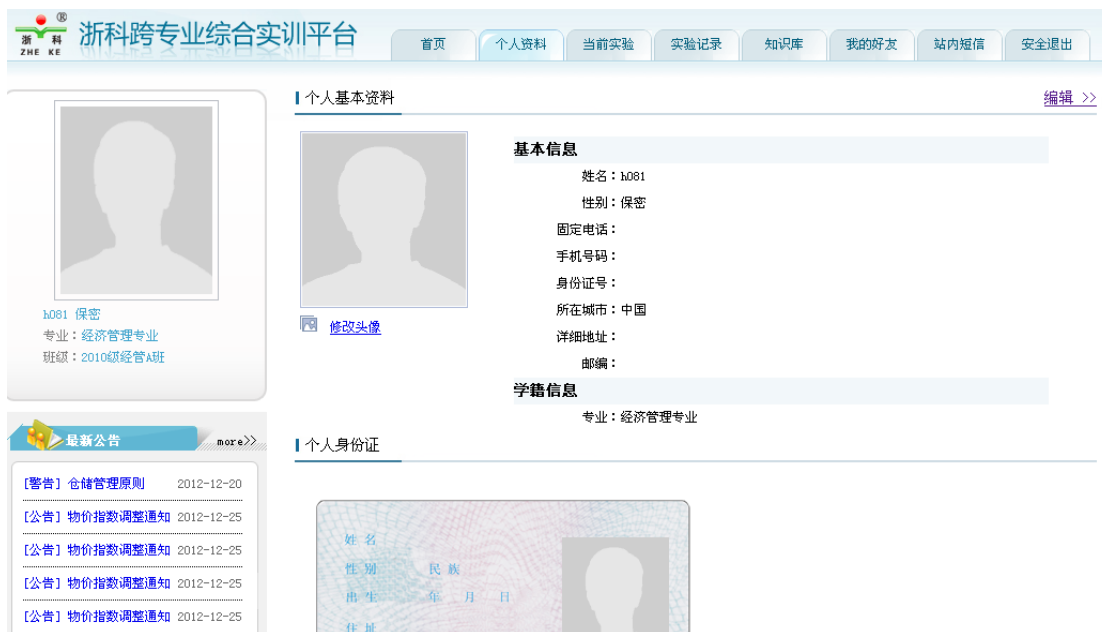 浙 科
ZHE KE
®
浙科跨专业综合实训平台
首页 个人资料 当前实验 实验记录 知识库 我的好友 站内短信 安全退出
h081 保密
专业：经济管理专业
班级：2010级经管A班
最新公告 more>>
[警告] 仓储管理原则 2012-12-20
[公告] 物价指数调整通知 2012-12-25
[公告] 物价指数调整通知 2012-12-25
[公告] 物价指数调整通知 2012-12-25
[公告] 物价指数调整通知 2012-12-25
个人基本资料 编辑 >>
修改头像
基本信息
姓名：h081
性别：保密
固定电话：
手机号码：
身份证号：
所在城市：中国
详细地址：
邮编：
学籍信息
专业：经济管理专业
个人身份证
姓 名
性 别 民 族
出 生 年 月 日
住 址